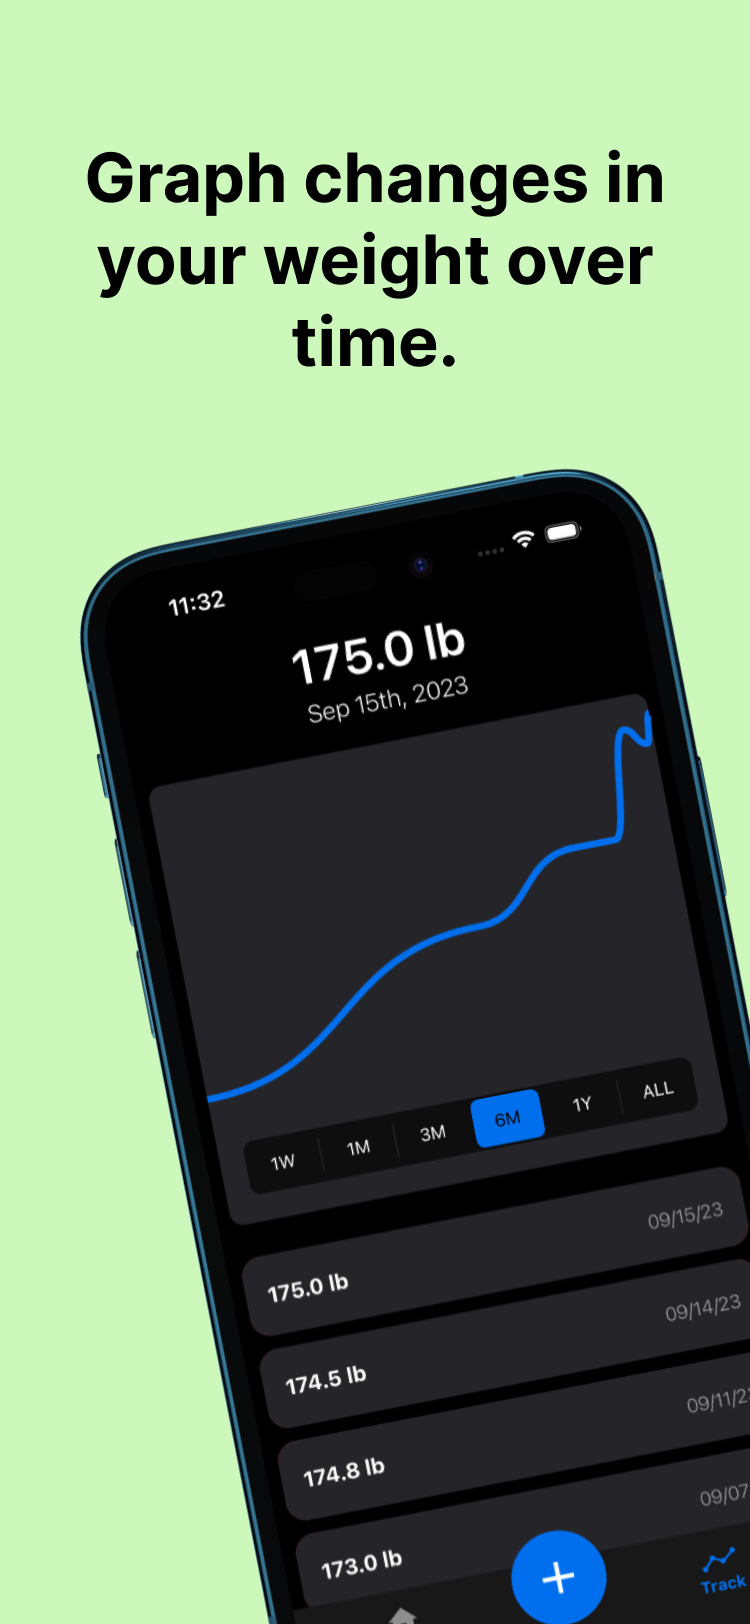 Graph changes in
your weight over
time.
11:32
175.0 lb
Sep 15th, 2023
1W 1M 3M 6M 1Y ALL
175.0 lb 09/15/23
174.5 lb 09/14/23
174.8 lb 09/11/2
173.0 lb 09/07
Track